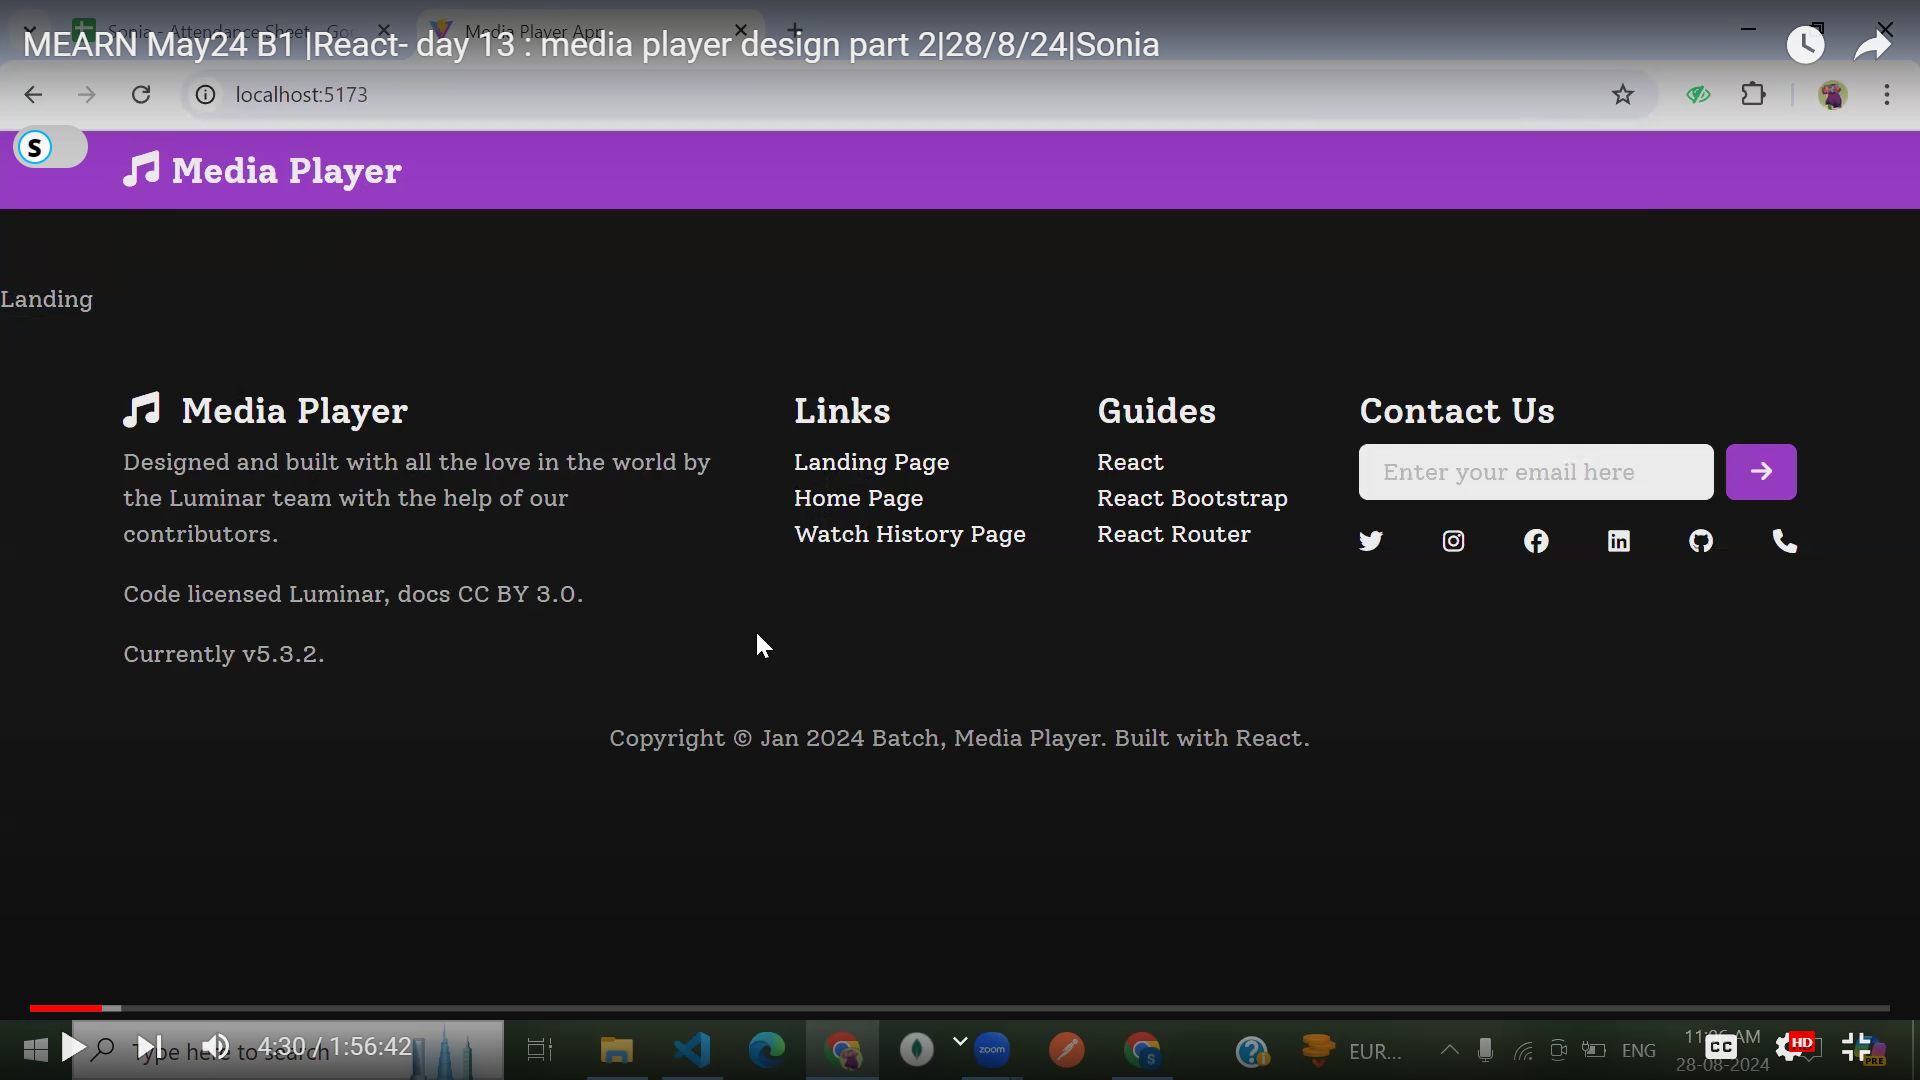 Sonia - Attendance Sheet - Go
Media Player App
MEARN May24 B1 |React- day 13 : media player design part 2|28/8/24|Sonia
localhost:5173
S
Media Player
Landing
Media Player
Designed and built with all the love in the world by
the Luminar team with the help of our
contributors.
Code licensed Luminar, docs CC BY 3.0.
Currently v5.3.2.
Links
Landing Page
Home Page
Watch History Page
Guides
React
React Bootstrap
React Router
Contact Us
Enter your email here
Copyright © Jan 2024 Batch, Media Player. Built with React.
Type here to search
4:30 / 1:56:42
zoom
S
EUR...
ENG
AM
28-08-2024
CC
HD
PRE